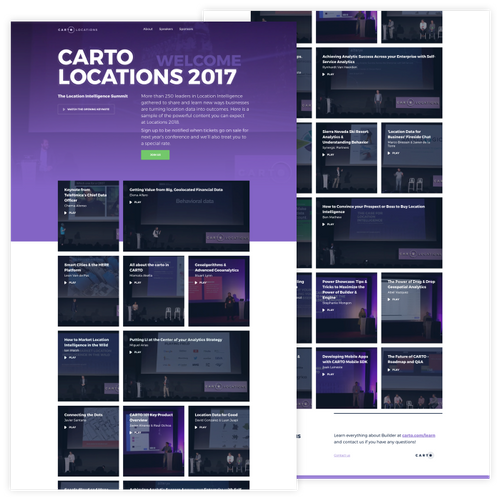 CARTO LOCATIONS
About Speakers Sponsors
WELCOME
CARTO
LOCATIONS 2017
The Location Intelligence Summit
WATCH THE OPENING KEYNOTE
More than 250 leaders in Location Intelligence
gathered to share and learn new ways businesses
are turning location data into outcomes. Here is a
sample of the powerful content you can expect
at Locations 2018.
Sign up to be notified when tickets go on sale for
next year's conference and we'll also treat you to
a special rate.
Keynote from
Telefónica's Chief Data
Officer
Chema Alonso
PLAY
Getting Value from Big, Geolocated Financial Data
Elena Alfaro
PLAY
Behavioral data
Smart Cities & the HERE
Platform
PLAY
All about the carto in
CARTO
Mamata Akella
PLAY
Geoalgorithms &
Advanced Geoanalytics
Stuart Lynn
PLAY
How to Market Location
Intelligence in the Wild
PLAY
Putting LI at the Center of your Analytics Strategy
Miguel Arias
PLAY
Connecting the Dots
Javier Santana
PLAY
CARTO 101 Key Product
Overview
PLAY
Location Data for Good
PLAY
Achieving Analytic Success Across your Enterprise with Self-
Service Analytics
PLAY
Sierra Nevada Ski Resort
Analytics &
Understanding Behavior
PLAY
'Location Data for
Business' Fireside Chat
PLAY
How to Convince your Prospect or Boss to Buy Location
Intelligence
PLAY
Power Showcase: Tips &
Tricks to Maximize the
Power of Builder &
Engine
PLAY
The Power of Drag & Drop
Geospatial Analytics
PLAY
Developing Mobile Apps
with CARTO Mobile SDK
PLAY
The Future of CARTO -
Roadmap and Q&A
PLAY
Learn everything about Builder at carto.com/learn
and contact us if you have any questions!
Contact us
CARTO